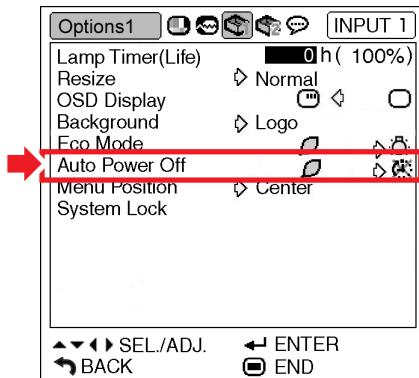 Options1 INPUT 1
Lamp Timer(Life) 0 h ( 100%)
Resize Normal
OSD Display
Background Logo
Eco Mode
Auto Power Off
Menu Position Center
System Lock
SEL./ADJ. ENTER
BACK END